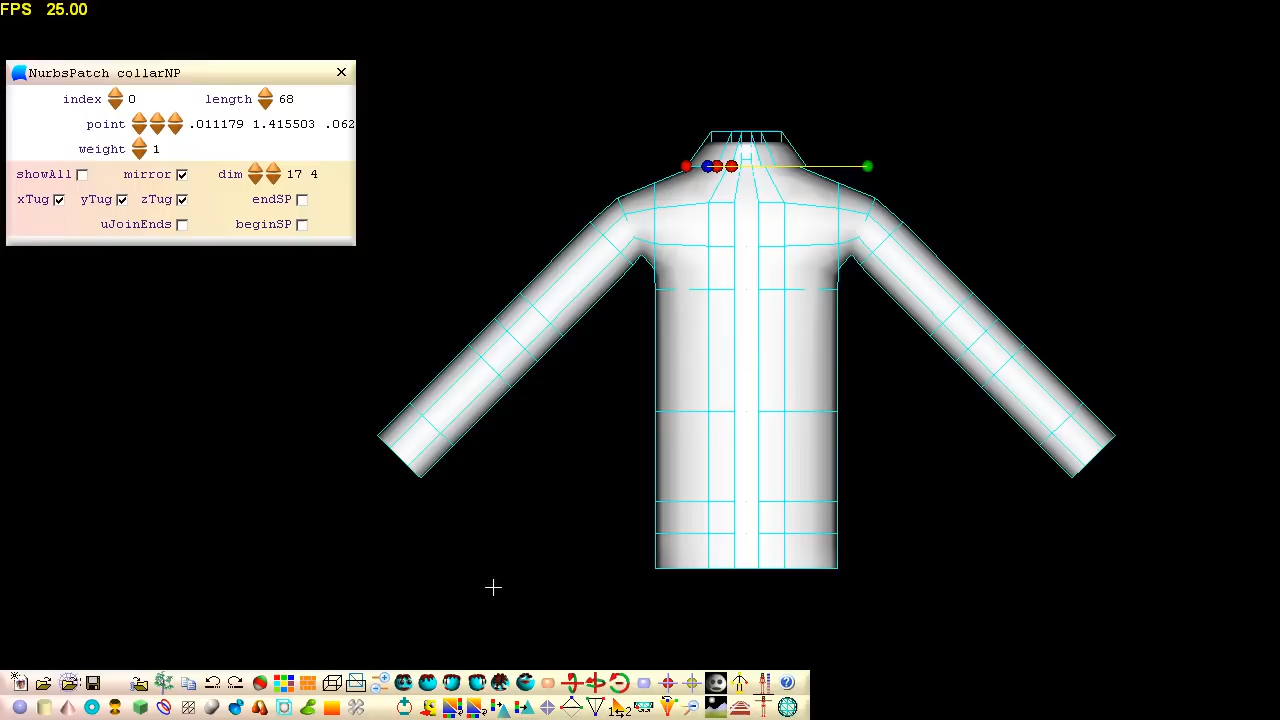 FPS 25.00
NurbsPatch collarNP
index 0 length 68
point .011179 1.415503 .062
weight 1
showAll mirror dim 17 4
xTug yTug zTug endSP
uJoinEnds beginSP